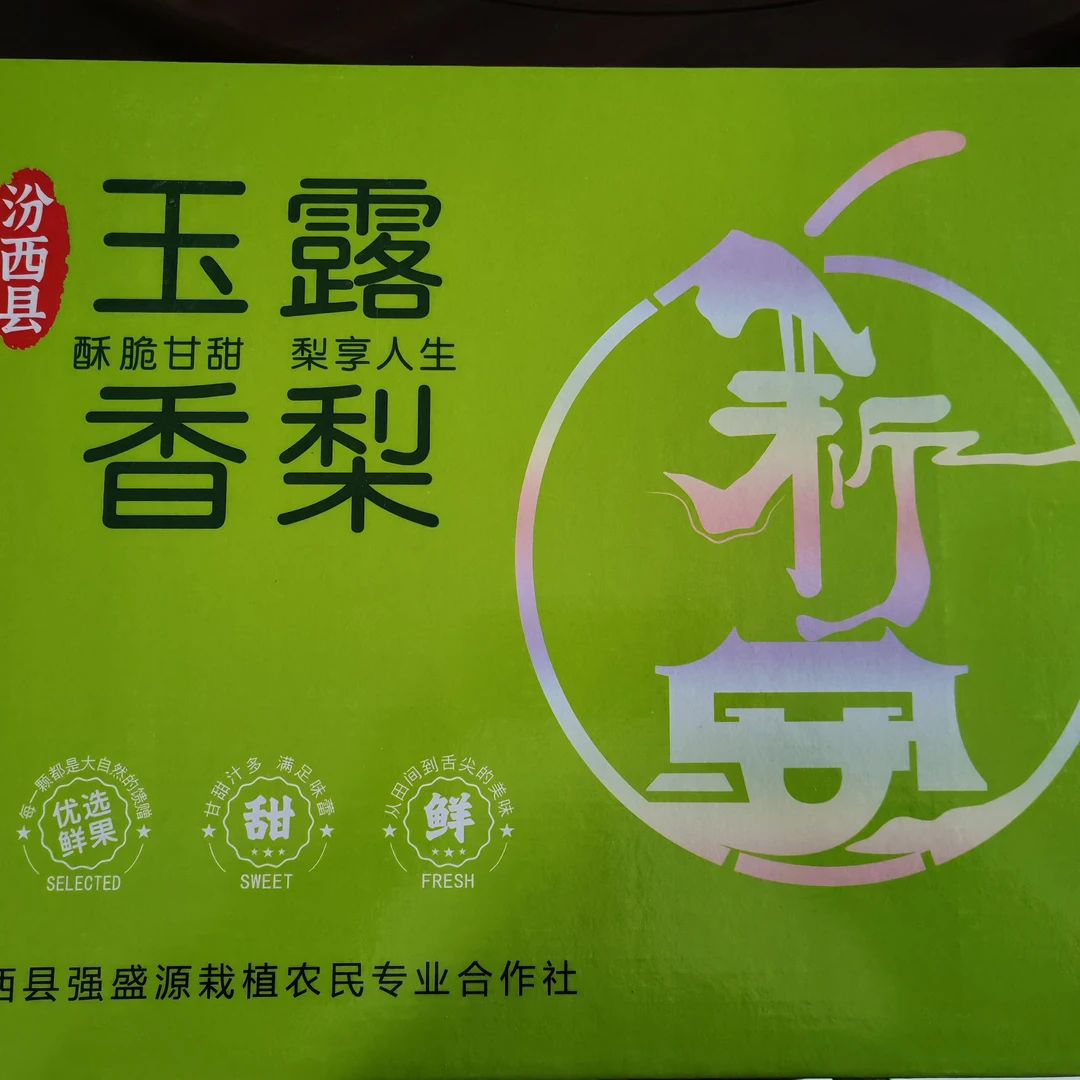 汾西县
玉露
酥脆甘甜 梨享人生
香梨
每一颗都是大自然的馈赠
优选
鲜果
SELECTED
甘甜汁多 满足味蕾
甜
SWEET
从田间到舌尖的美味
鲜
FRESH
西县强盛源栽植农民专业合作社